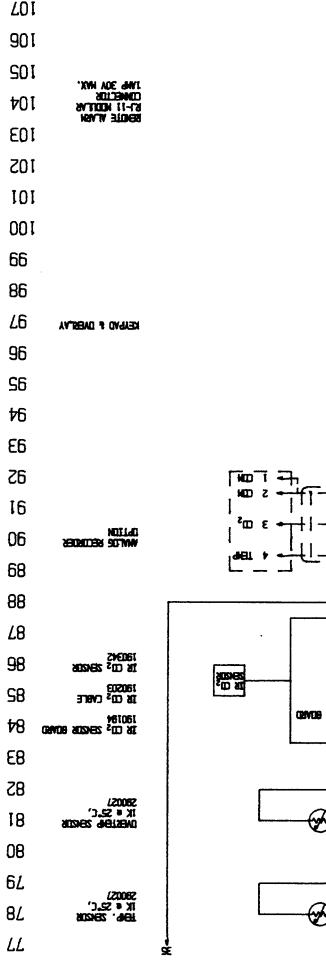 77
TEMP. SENSOR 78
1K @ 25°C,
290027 79
80
OVERTEMP SENSOR 81
1K @ 25°C,
290027 82
83
BOARD
IR CO₂ SENSOR BOARD 84
190194
IR CO₂ CABLE 85
190203
IR CO₂
SENSOR
IR CO₂ SENSOR 86
190342
87
88
89
4 TEMP
ANALOG RECORDER 90
OPTION
3 CO₂
91
2 COM
1 COM
92
93
94
95
96
KEYPAD & OVERLAY 97
98
99
100
101
102
103
REMOTE ALARM
RJ-11 MODULAR 104
CONNECTOR
1AMP 30V MAX.
105
106
107